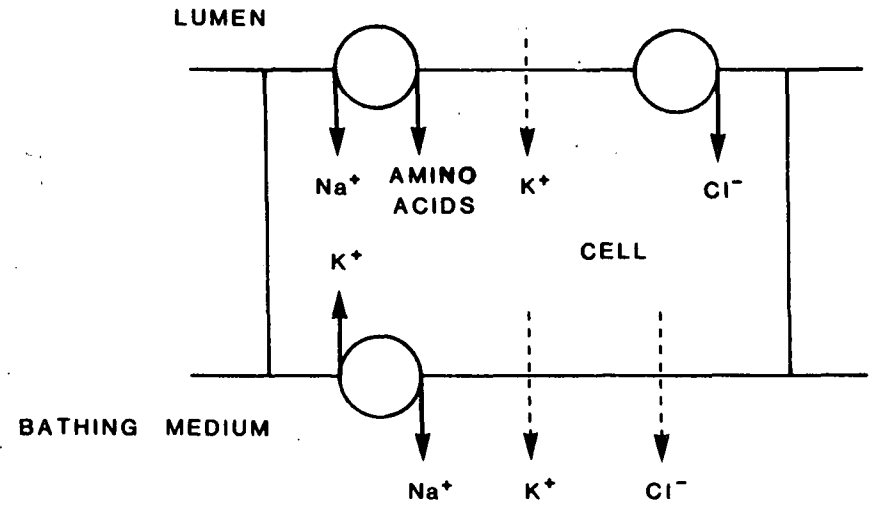 LUMEN
Na⁺ AMINO ACIDS K⁺ Cl⁻
K⁺
CELL
BATHING MEDIUM
Na⁺ K⁺ Cl⁻